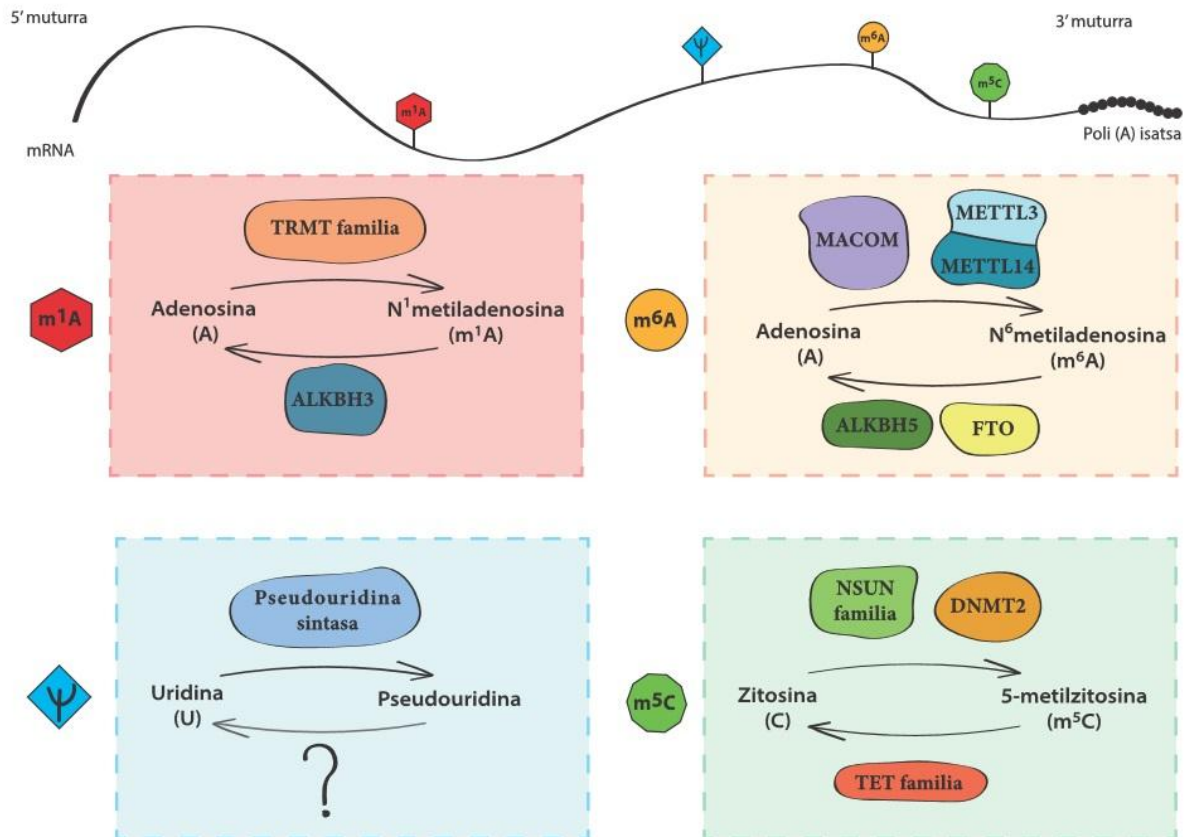 5' muturra
3' muturra
Ψ
m⁶A
m⁵C
m¹A
mRNA
Poli (A) isatsa
m¹A
TRMT familia
Adenosina
(A)
N¹metiladenosina
(m¹A)
ALKBH3
m⁶A
MACOM
METTL3
METTL14
Adenosina
(A)
N⁶metiladenosina
(m⁶A)
ALKBH5
FTO
Ψ
Pseudouridina
sintasa
Uridina
(U)
Pseudouridina
?
m⁵C
NSUN
familia
DNMT2
Zitosina
(C)
5-metilzitosina
(m⁵C)
TET familia